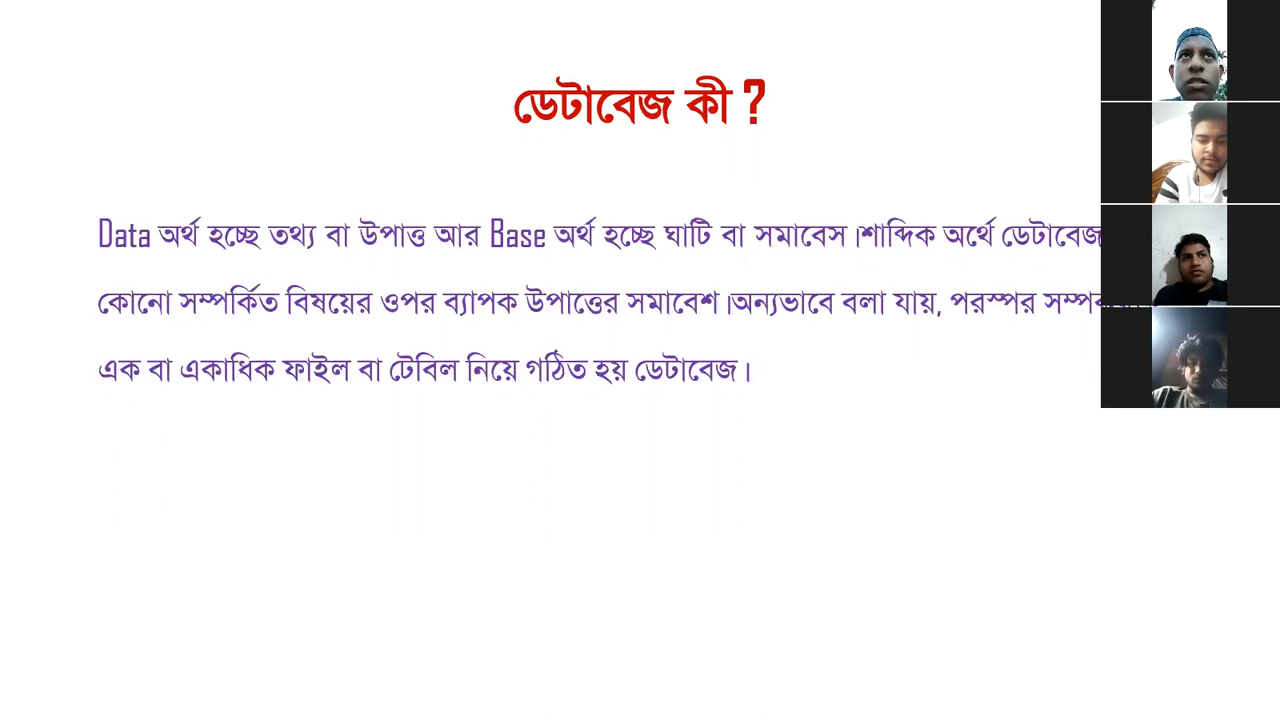 ডেটাবেজ কী ?
Data অর্থ হচ্ছে তথ্য বা উপাত্ত আর Base অর্থ হচ্ছে ঘাটি বা সমাবেস।শাব্দিক অর্থে ডেটাবেজ
কোনো সম্পর্কিত বিষয়ের ওপর ব্যাপক উপাত্তের সমাবেশ।অন্যভাবে বলা যায়, পরস্পর
এক বা একাধিক ফাইল বা টেবিল নিয়ে গঠিত হয় ডেটাবেজ।